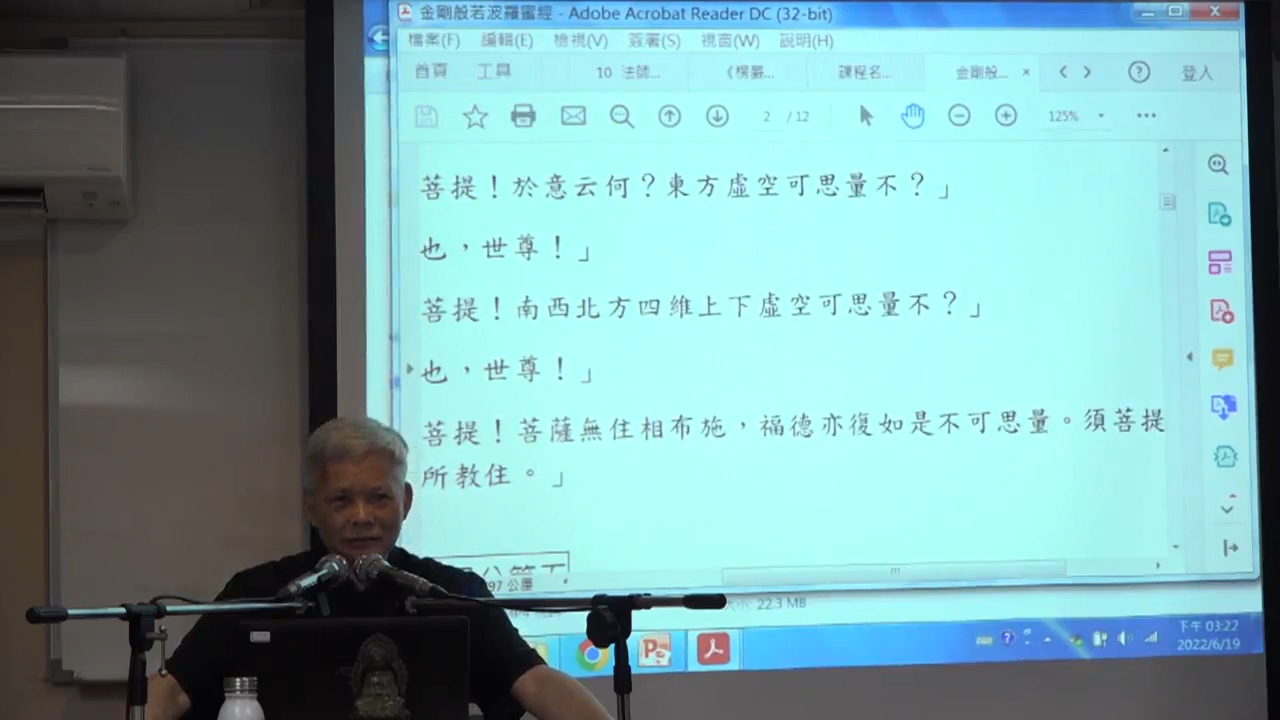 金剛般若波羅蜜經 - Adobe Acrobat Reader DC (32-bit)
檔案(F) 編輯(E) 檢視(V) 簽署(S) 視窗(W) 說明(H)
首頁 工具 10 法師... 《楞嚴... 課程名... 金剛般... × 登入
2 / 12 125%
菩提！於意云何？東方虛空可思量不？」
也，世尊！」
菩提！南西北方四維上下虛空可思量不？」
也，世尊！」
菩提！菩薩無住相布施，福德亦復如是不可思量。須菩提
所教住。」
97 公厘
22.3 MB
下午 03:22
2022/6/19